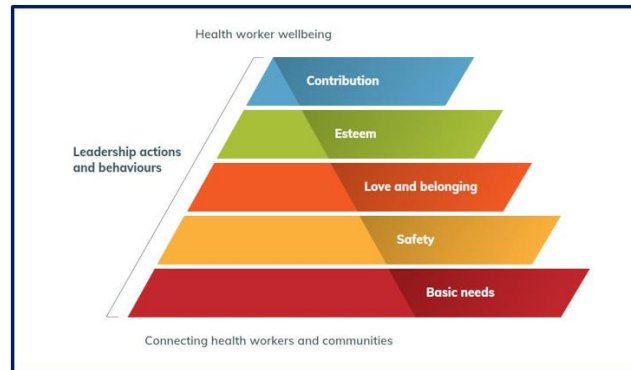 Health worker wellbeing
Contribution
Esteem
Leadership actions
and behaviours
Love and belonging
Safety
Basic needs
Connecting health workers and communities